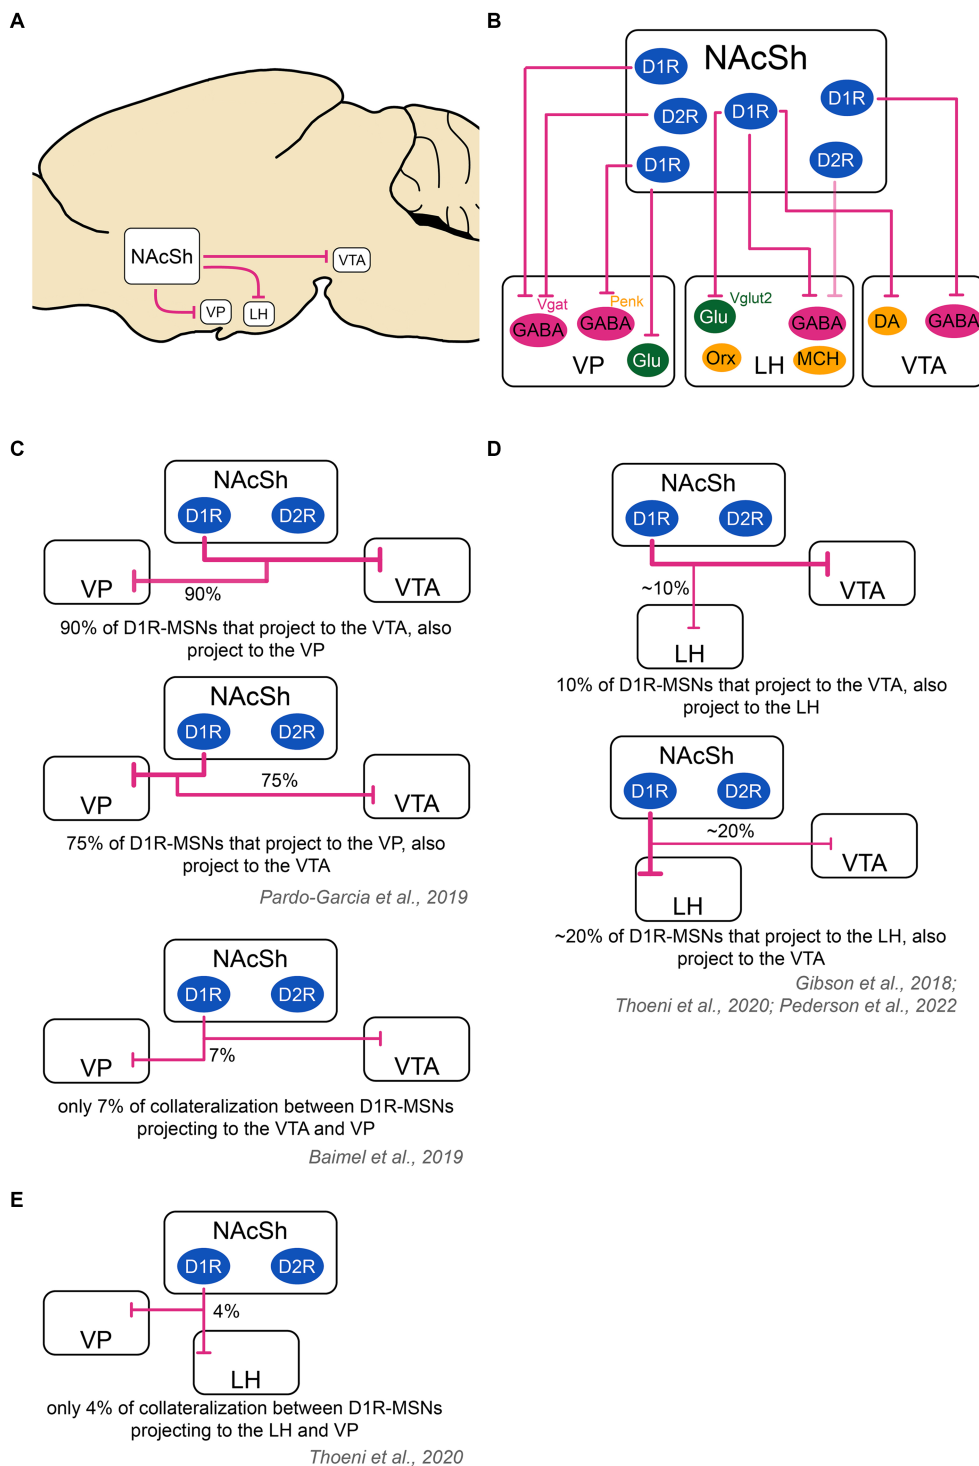 A
NAcSh
VTA
VP
LH
B
NAcSh
D1R
D2R
D1R
D1R
D1R
D2R
Vgat
GABA
Penk
GABA
Glu
VP
Vglut2
Glu
GABA
Orx
LH
MCH
DA
GABA
VTA
C
NAcSh
D1R
D2R
VP
90%
VTA
90% of D1R-MSNs that project to the VTA, also
project to the VP
NAcSh
D1R
D2R
VP
75%
VTA
75% of D1R-MSNs that project to the VP, also
project to the VTA
Pardo-Garcia et al., 2019
NAcSh
D1R
D2R
VP
7%
VTA
only 7% of collateralization between D1R-MSNs
projecting to the VTA and VP
Baimel et al., 2019
D
NAcSh
D1R
D2R
~10%
VTA
LH
10% of D1R-MSNs that project to the VTA, also
project to the LH
NAcSh
D1R
D2R
~20%
VTA
LH
~20% of D1R-MSNs that project to the LH, also
project to the VTA
Gibson et al., 2018;
Thoeni et al., 2020; Pederson et al., 2022
E
NAcSh
D1R
D2R
4%
VP
LH
only 4% of collateralization between D1R-MSNs
projecting to the LH and VP
Thoeni et al., 2020